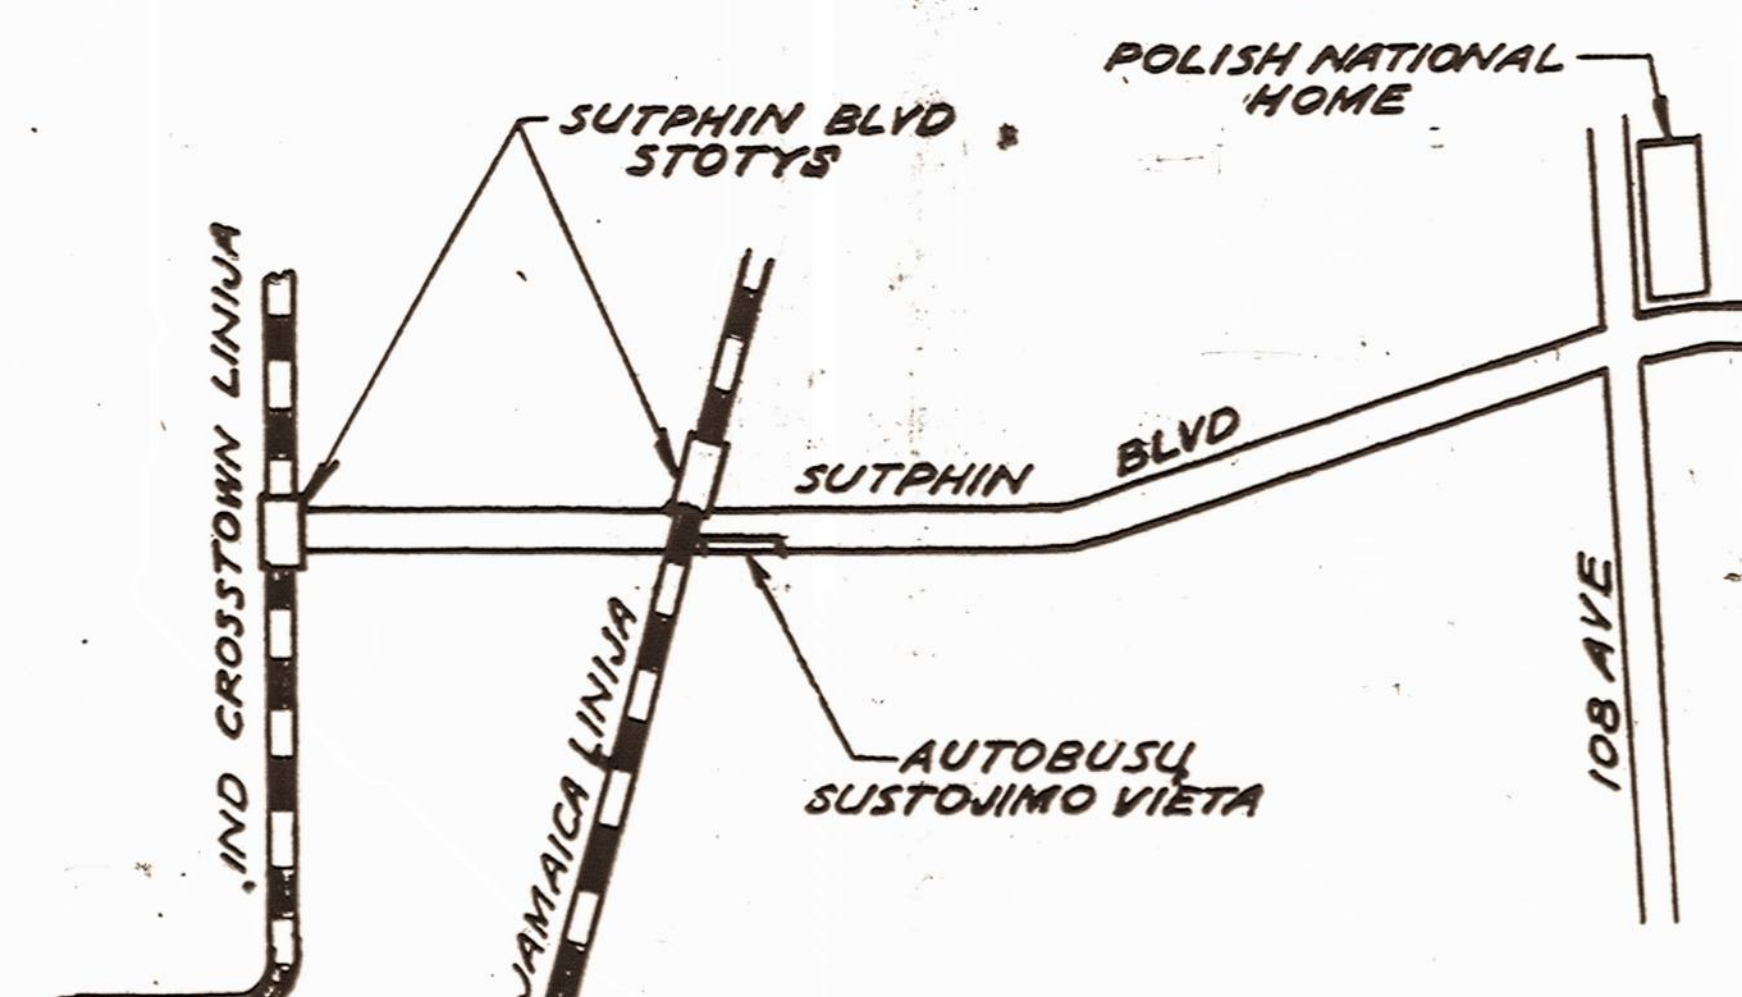 POLISH NATIONAL
HOME
SUTPHIN BLVD
STOTYS
IND CROSSTOWN LINIJA
SUTPHIN BLVD
JAMAICA LINIJA
AUTOBUSŲ
SUSTOJIMO VIETA
108 AVE